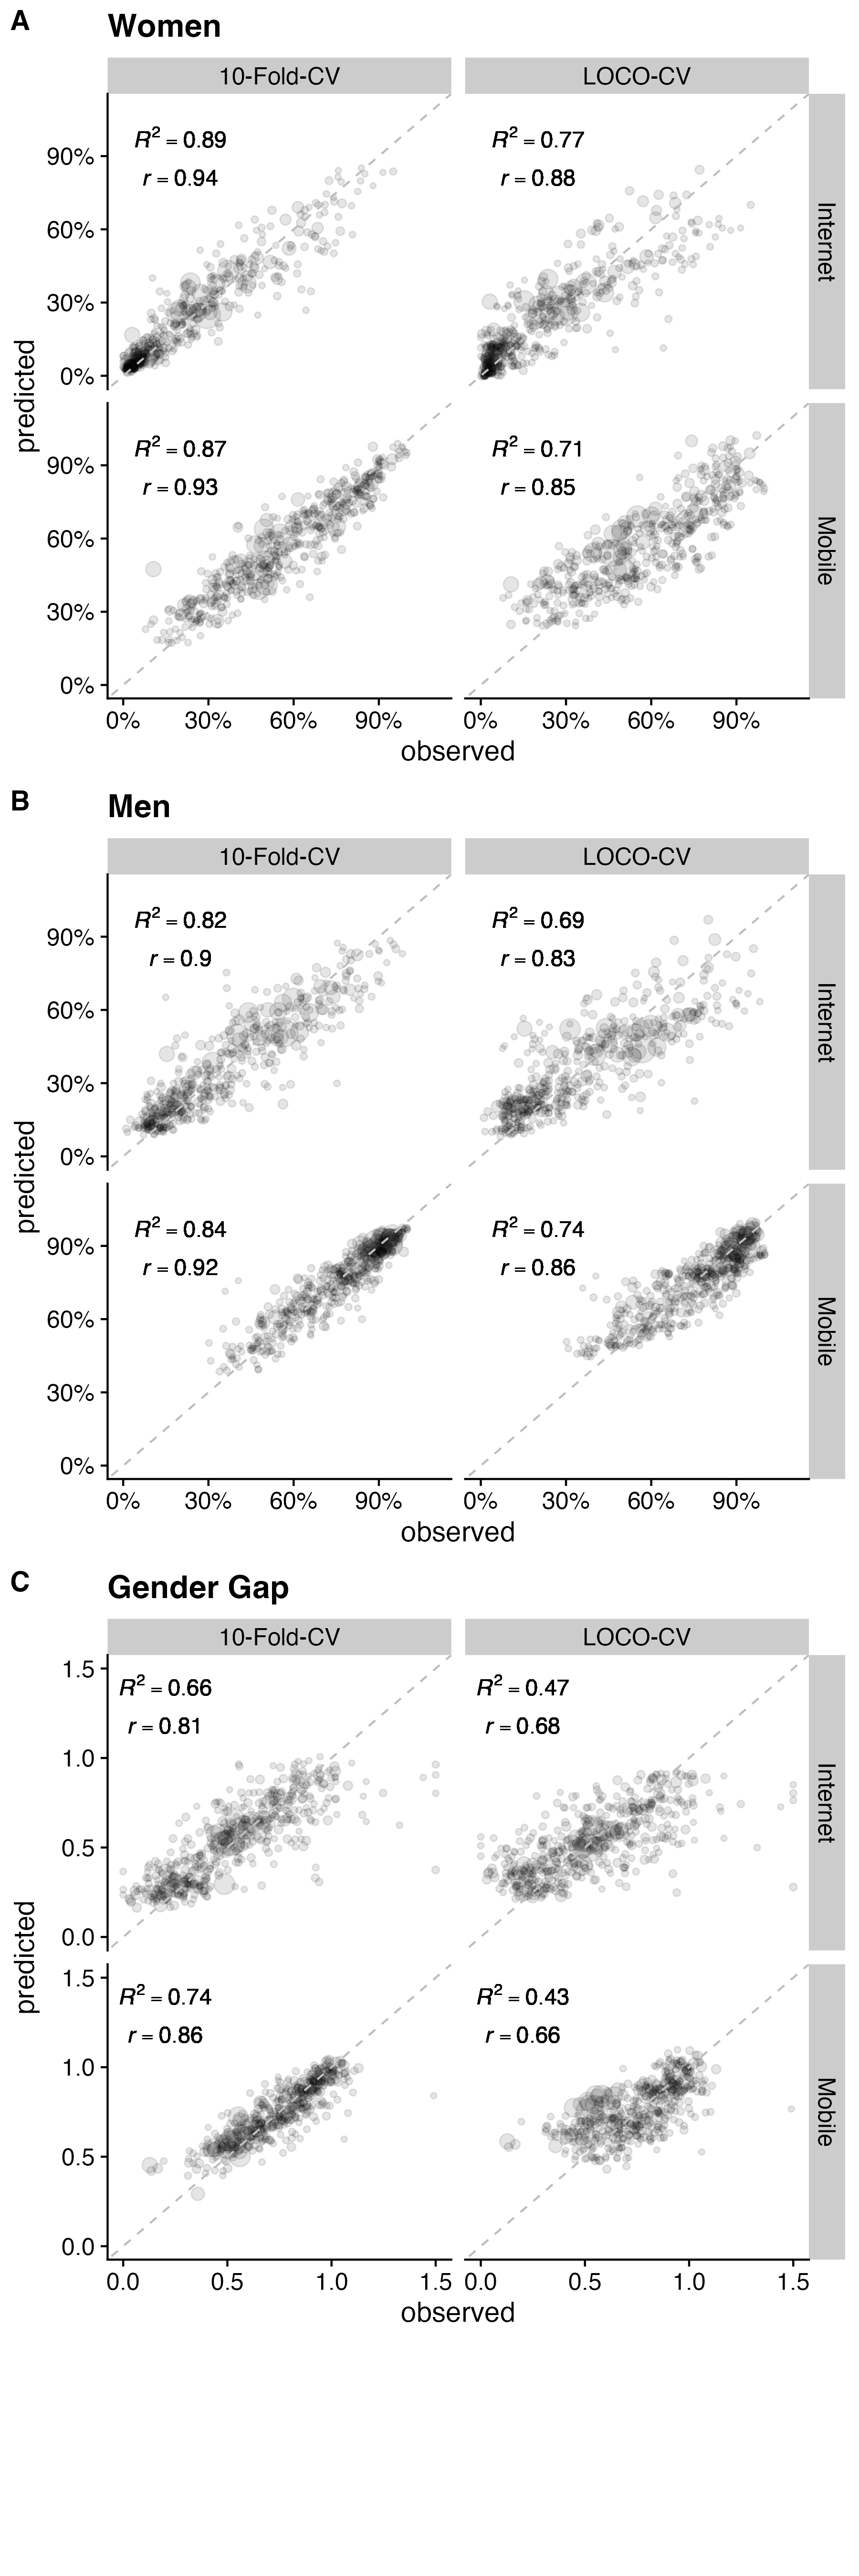 A Women
10-Fold-CV LOCO-CV
R² = 0.89 R² = 0.77
90%
r = 0.94 r = 0.88
60%
Internet
30%
0%
predicted
R² = 0.87 R² = 0.71
90%
r = 0.93 r = 0.85
60%
Mobile
30%
0%
0% 30% 60% 90% 0% 30% 60% 90%
observed
B Men
10-Fold-CV LOCO-CV
R² = 0.82 R² = 0.69
90%
r = 0.9 r = 0.83
60%
Internet
30%
0%
predicted
R² = 0.84 R² = 0.74
90%
r = 0.92 r = 0.86
60%
Mobile
30%
0%
0% 30% 60% 90% 0% 30% 60% 90%
observed
C Gender Gap
10-Fold-CV LOCO-CV
1.5
R² = 0.66 R² = 0.47
r = 0.81 r = 0.68
1.0
Internet
0.5
0.0
predicted
1.5
R² = 0.74 R² = 0.43
r = 0.86 r = 0.66
1.0
Mobile
0.5
0.0
0.0 0.5 1.0 1.5 0.0 0.5 1.0 1.5
observed